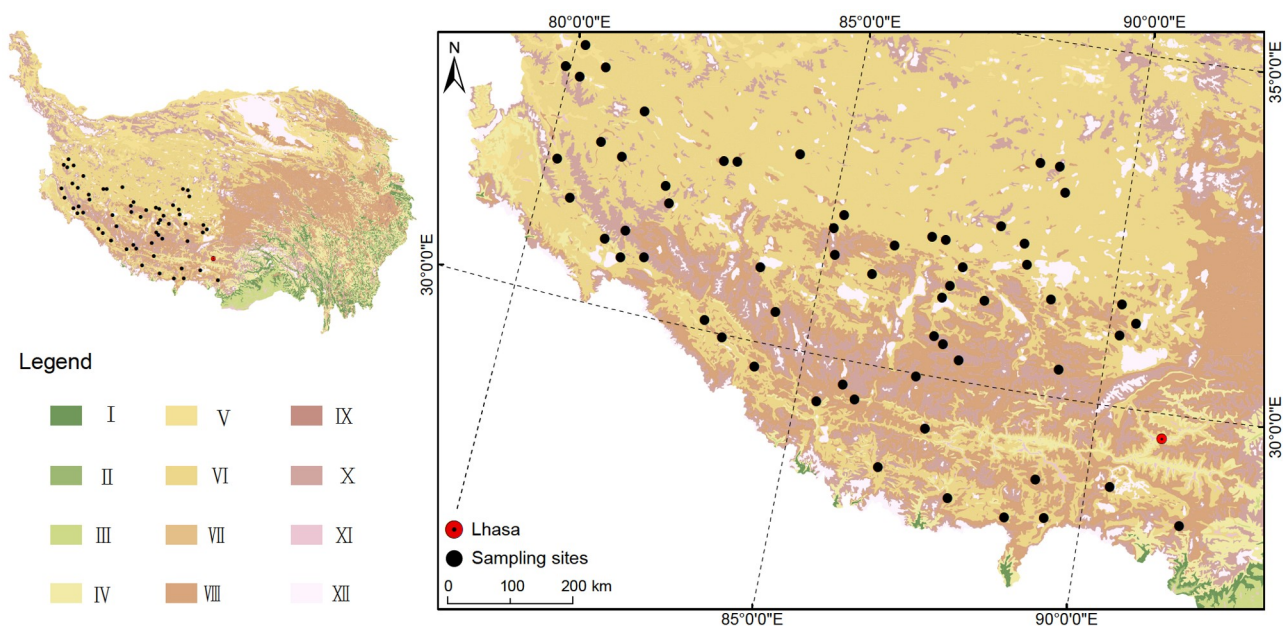 80°0'0"E 85°0'0"E 90°0'0"E
N
35°0'0"E
30°0'0"E
30°0'0"E
Legend
Ⅰ Ⅴ Ⅸ
Ⅱ Ⅵ Ⅹ
Ⅲ Ⅶ Ⅺ
Ⅳ Ⅷ Ⅻ
Lhasa
Sampling sites
0 100 200 km
85°0'0"E 90°0'0"E